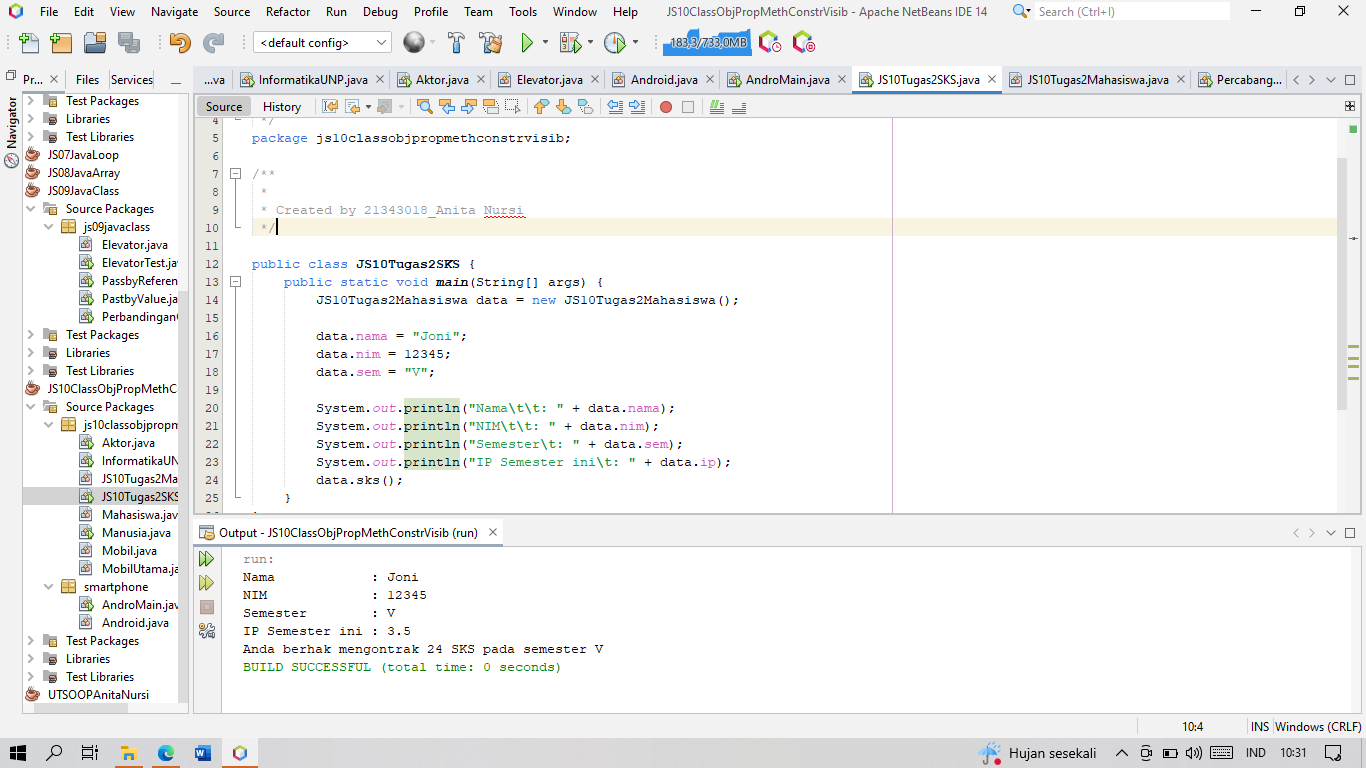 File Edit View Navigate Source Refactor Run Debug Profile Team Tools Window Help JS10ClassObjPropMethConstrVisib - Apache NetBeans IDE 14 Search (Ctrl+I)
<default config> 183,3/733,0MB
Pr... Files Services ...va InformatikaUNP.java Aktor.java Elevator.java Android.java AndroMain.java JS10Tugas2SKS.java JS10Tugas2Mahasiswa.java Percabang...
Navigator
Source History
Test Packages
Libraries
Test Libraries
JS07JavaLoop
JS08JavaArray
JS09JavaClass
Source Packages
js09javaclass
Elevator.java
ElevatorTest.ja
PassbyReferen
PastbyValue.ja
Perbandingan
Test Packages
Libraries
Test Libraries
JS10ClassObjPropMethC
Source Packages
js10classobjpropm
Aktor.java
InformatikaUN
JS10Tugas2Ma
JS10Tugas2SKS
Mahasiswa.jav
Manusia.java
Mobil.java
MobilUtama.ja
smartphone
AndroMain.jav
Android.java
Test Packages
Libraries
Test Libraries
UTSOOPAnitaNursi
4 */
5 package js10classobjpropmethconstrvisib;
6
7 /**
8 *
9 * Created by 21343018_Anita Nursi
10 */
11
12 public class JS10Tugas2SKS {
13 public static void main(String[] args) {
14 JS10Tugas2Mahasiswa data = new JS10Tugas2Mahasiswa();
15
16 data.nama = "Joni";
17 data.nim = 12345;
18 data.sem = "V";
19
20 System.out.println("Nama\t\t: " + data.nama);
21 System.out.println("NIM\t\t: " + data.nim);
22 System.out.println("Semester\t: " + data.sem);
23 System.out.println("IP Semester ini\t: " + data.ip);
24 data.sks();
25 }
Output - JS10ClassObjPropMethConstrVisib (run)
run:
Nama : Joni
NIM : 12345
Semester : V
IP Semester ini : 3.5
Anda berhak mengontrak 24 SKS pada semester V
BUILD SUCCESSFUL (total time: 0 seconds)
10:4 INS Windows (CRLF)
Hujan sesekali IND 10:31